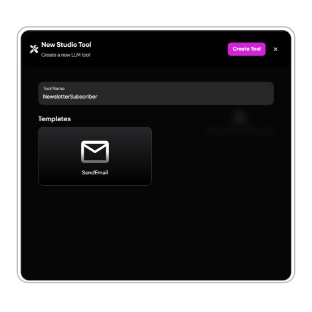 New Studio Tool
Create a new LLM tool
Create Tool
×
Tool Name
NewsletterSubscriber
Templates
SendEmail